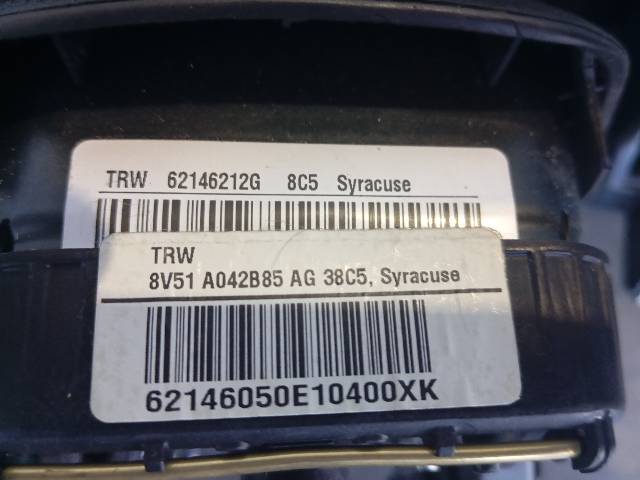 TRW 62146212G 8C5 Syracuse
TRW
8V51 A042B85 AG 38C5, Syracuse
62146050E10400XK